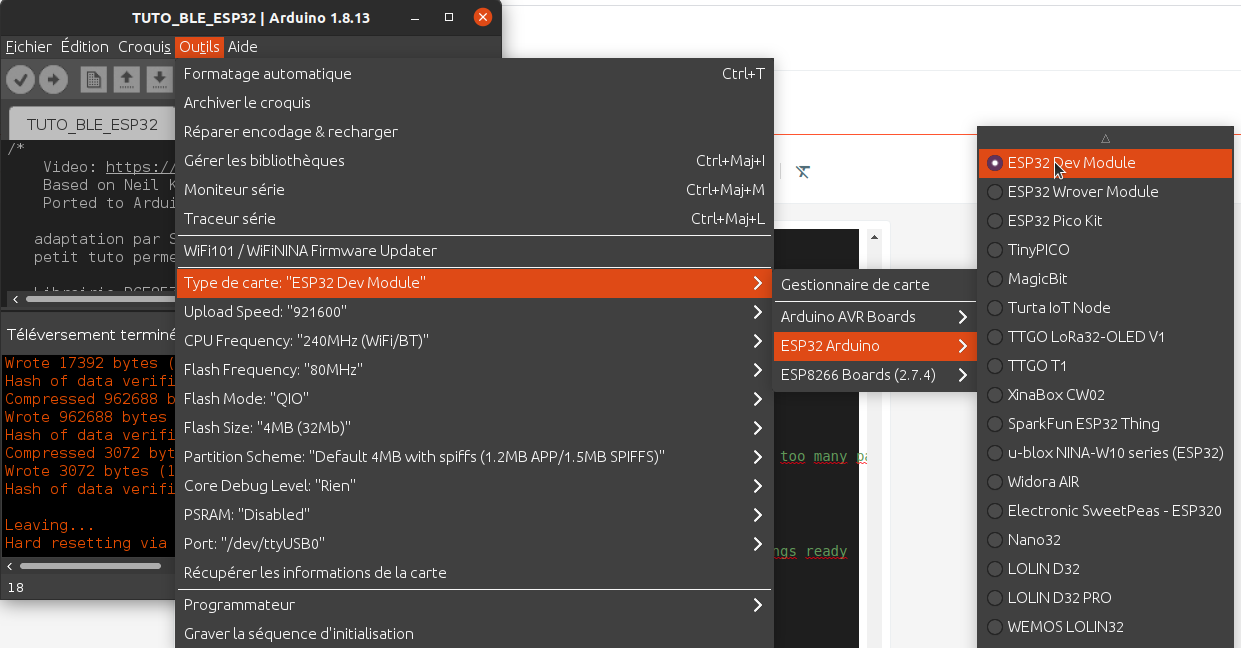 TUTO_BLE_ESP32 | Arduino 1.8.13
Fichier Édition Croquis Outils Aide
TUTO_BLE_ESP32
/*
Video: https://
Based on Neil
Ported to
adaptation par
petit tuto
Téléversement terminé
Wrote 17392 bytes (
Hash of data verifi
Compressed 962688 b
Wrote 962688 bytes
Hash of data verifi
Compressed 3072 byt
Wrote 3072 bytes (1
Hash of data verifi
Leaving...
Hard resetting via
18
Formatage automatique Ctrl+T
Archiver le croquis
Réparer encodage & recharger
Gérer les bibliothèques Ctrl+Maj+I
Moniteur série Ctrl+Maj+M
Traceur série Ctrl+Maj+L
WiFi101 / WiFiNINA Firmware Updater
Type de carte: "ESP32 Dev Module"
Upload Speed: "921600"
CPU Frequency: "240MHz (WiFi/BT)"
Flash Frequency: "80MHz"
Flash Mode: "QIO"
Flash Size: "4MB (32Mb)"
Partition Scheme: "Default 4MB with spiffs (1.2MB APP/1.5MB SPIFFS)"
Core Debug Level: "Rien"
PSRAM: "Disabled"
Port: "/dev/ttyUSB0"
Récupérer les informations de la carte
Programmateur
Graver la séquence d'initialisation
Gestionnaire de carte
Arduino AVR Boards
ESP32 Arduino
ESP8266 Boards (2.7.4)
too many
ngs ready
ESP32 Dev Module
ESP32 Wrover Module
ESP32 Pico Kit
TinyPICO
MagicBit
Turta IoT Node
TTGO LoRa32-OLED V1
TTGO T1
XinaBox CW02
SparkFun ESP32 Thing
u-blox NINA-W10 series (ESP32)
Widora AIR
Electronic SweetPeas - ESP320
Nano32
LOLIN D32
LOLIN D32 PRO
WEMOS LOLIN32